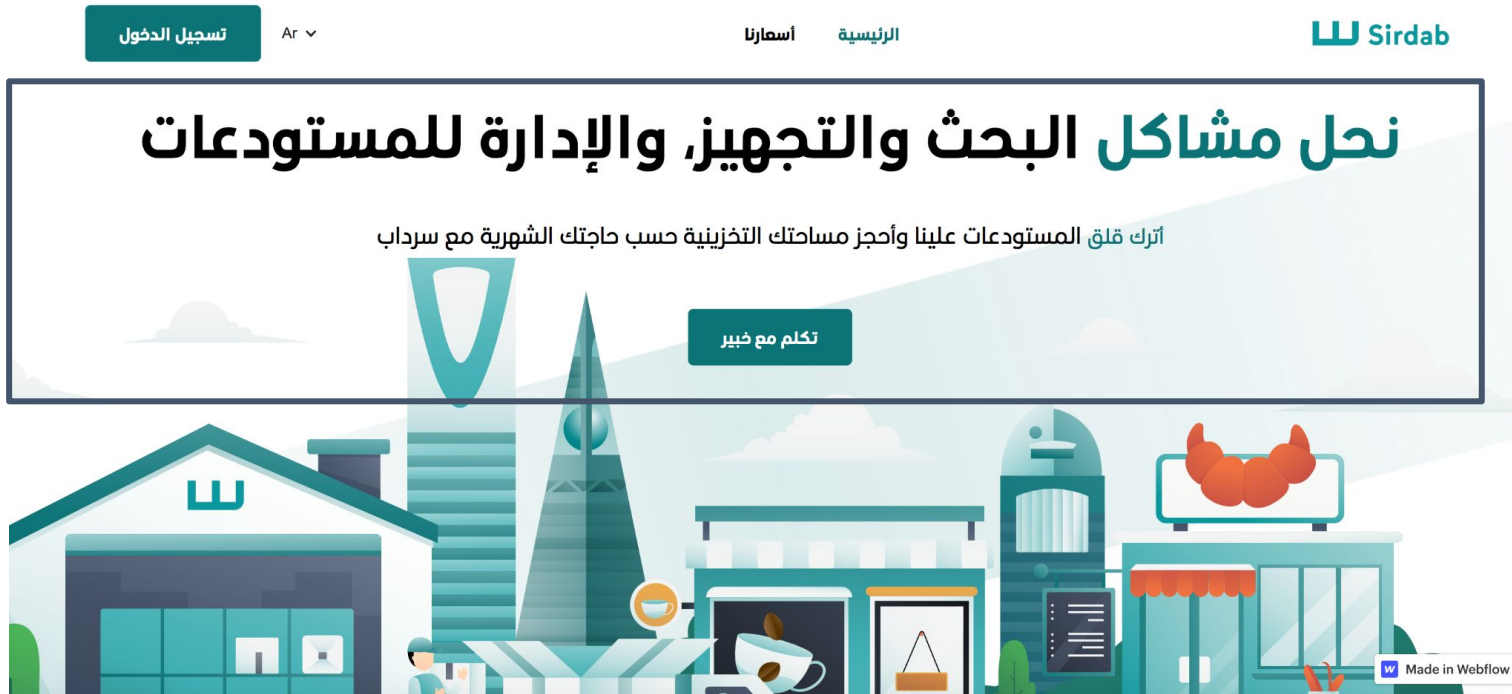 Sirdab
الرئيسية
أسعارنا
Ar
تسجيل الدخول
نحل مشاكل البحث والتجهيز، والإدارة للمستودعات
أترك قلق المستودعات علينا وأحجز مساحتك التخزينية حسب حاجتك الشهرية مع سرداب
تكلم مع خبير
Made in Webflow